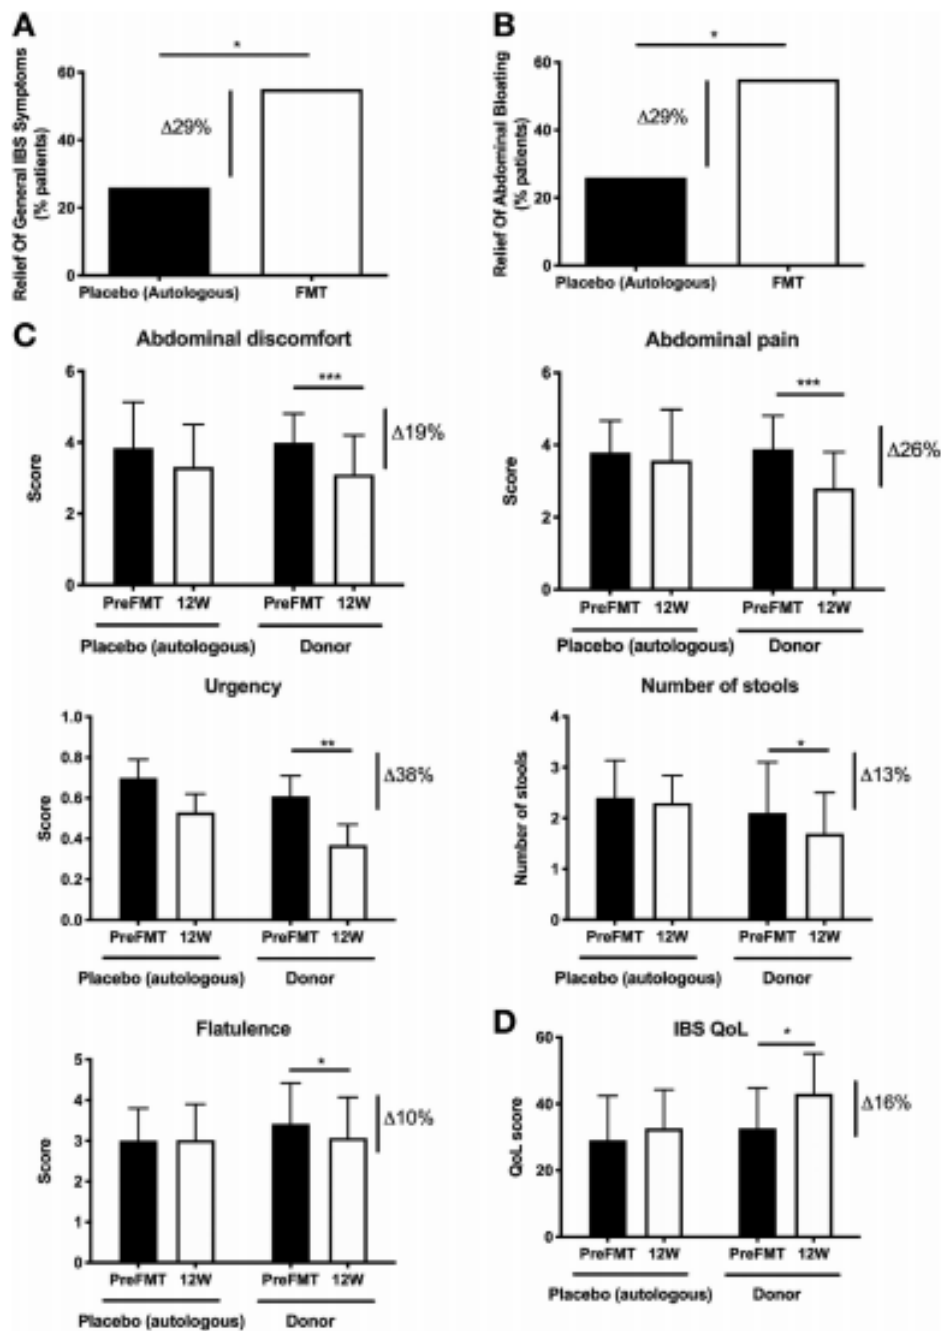 A
Relief Of General IBS Symptoms
(% patients)
60
40
20
0
*
Δ29%
Placebo (Autologous)
FMT
B
Relief Of Abdominal Bloating
(% patients)
60
40
20
0
*
Δ29%
Placebo (Autologous)
FMT
C
Abdominal discomfort
Score
6
4
2
0
***
Δ19%
PreFMT 12W PreFMT 12W
Placebo (autologous) Donor
Abdominal pain
Score
6
4
2
0
***
Δ26%
PreFMT 12W PreFMT 12W
Placebo (autologous) Donor
Urgency
Score
1.0
0.8
0.6
0.4
0.2
0.0
**
Δ38%
PreFMT 12W PreFMT 12W
Placebo (autologous) Donor
Number of stools
Number of stools
4
3
2
1
0
*
Δ13%
PreFMT 12W PreFMT 12W
Placebo (autologous) Donor
Flatulence
Score
5
4
3
2
1
0
*
Δ10%
PreFMT 12W PreFMT 12W
Placebo (autologous) Donor
D
IBS QoL
QoL score
60
40
20
0
*
Δ16%
PreFMT 12W PreFMT 12W
Placebo (autologous) Donor